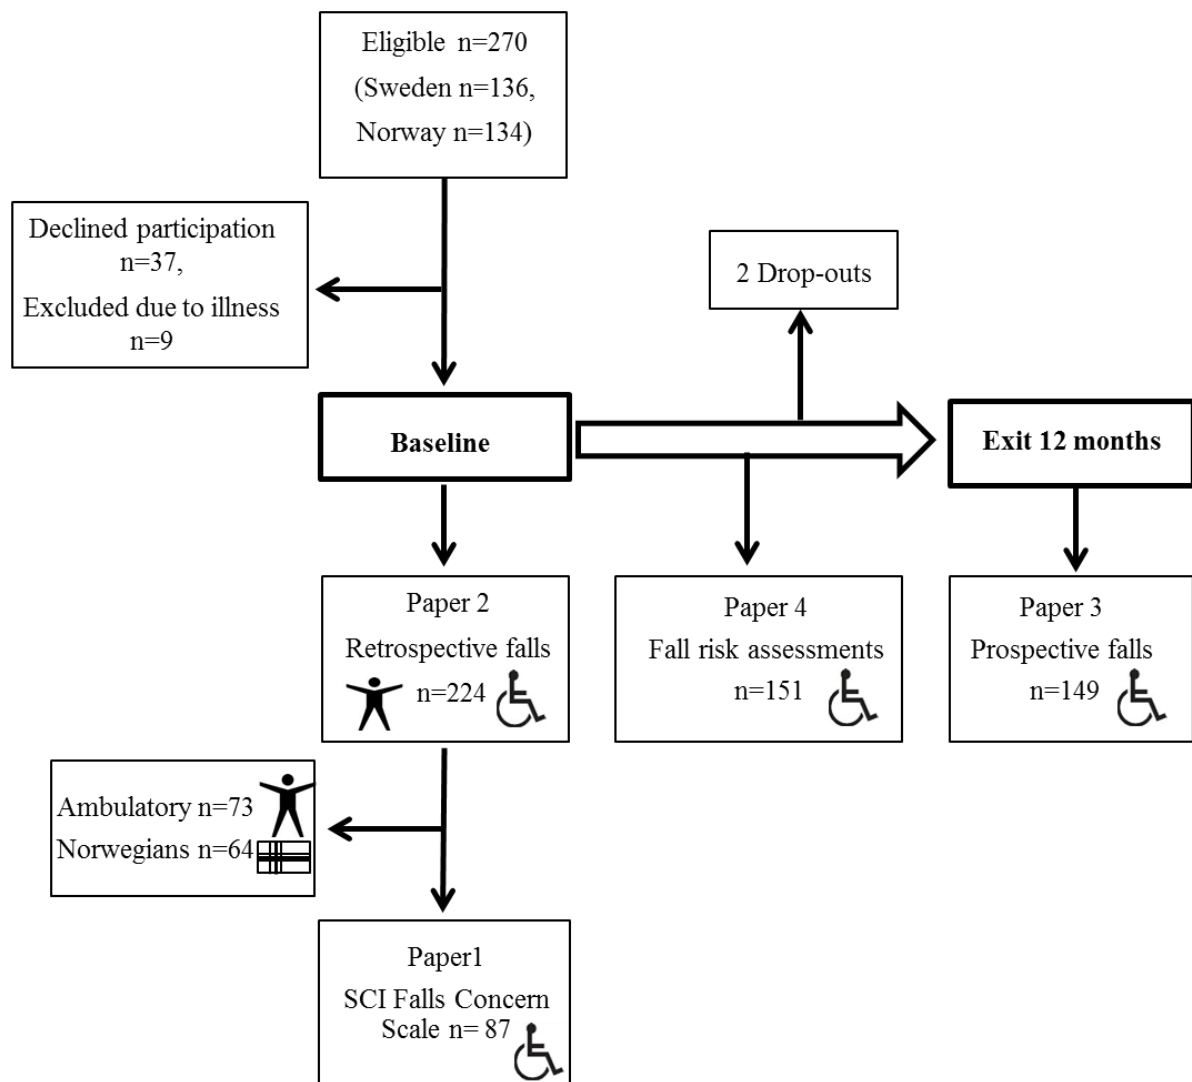 Eligible n=270
(Sweden n=136,
Norway n=134)
Declined participation
n=37,
Excluded due to illness
n=9
2 Drop-outs
Baseline
Exit 12 months
Paper 2
Retrospective falls
n=224
Paper 4
Fall risk assessments
n=151
Paper 3
Prospective falls
n=149
Ambulatory n=73
Norwegians n=64
Paper1
SCI Falls Concern
Scale n= 87